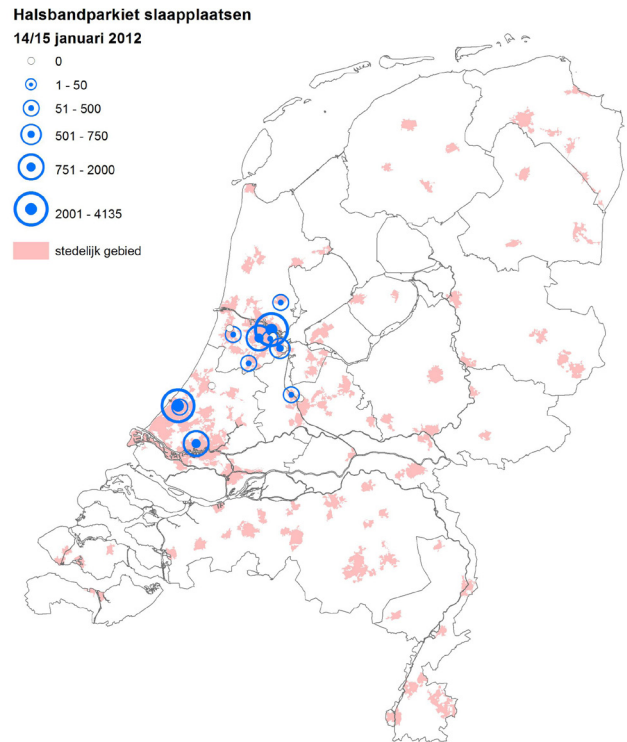 Halsbandparkiet slaapplaatsen
14/15 januari 2012
0
1 - 50
51 - 500
501 - 750
751 - 2000
2001 - 4135
stedelijk gebied